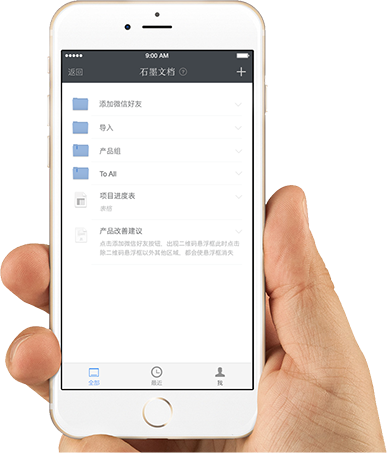 9:00 AM
返回
石墨文档
?
添加微信好友
导入
产品组
To All
项目进度表
表格
产品改善建议
点击添加微信好友按钮,出现二维码悬浮框此时点击
除二维码悬浮框以外其他区域,都会使悬浮框消失
全部
最近
我